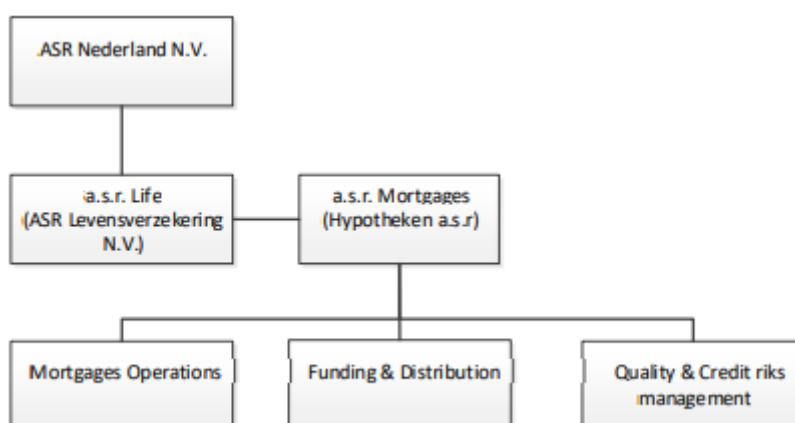 ASR Nederland N.V.
a.s.r. Life
(ASR Levensverzekering
N.V.)
a.s.r. Mortgages
(Hypotheken a.s.r)
Mortgages Operations
Funding & Distribution
Quality & Credit riks
management